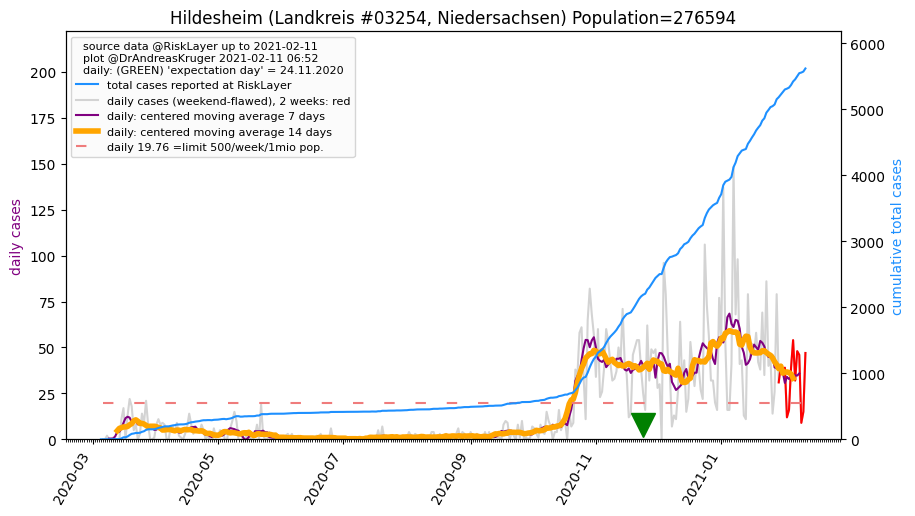 Hildesheim (Landkreis #03254, Niedersachsen) Population=276594
source data @RiskLayer up to 2021-02-11
plot @DrAndreasKruger 2021-02-11 06:52
daily: (GREEN) 'expectation day' = 24.11.2020
total cases reported at RiskLayer
daily cases (weekend-flawed), 2 weeks: red
daily: centered moving average 7 days
daily: centered moving average 14 days
daily 19.76 =limit 500/week/1mio pop.
daily cases
200
175
150
125
100
75
50
25
0
cumulative total cases
6000
5000
4000
3000
2000
1000
0
2020-03
2020-05
2020-07
2020-09
2020-11
2021-01